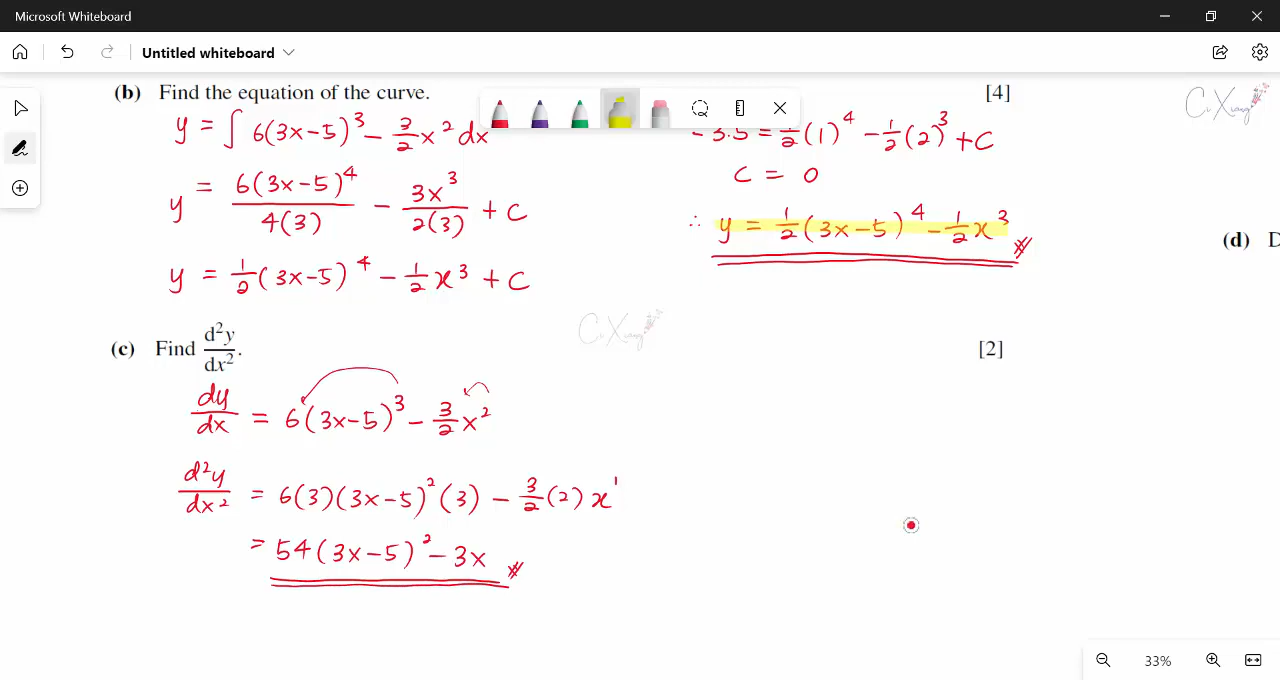 Microsoft Whiteboard
Untitled whiteboard
(b) Find the equation of the curve. [4]
y = ∫ 6(3x-5)³ - 3/2 x² dx
y = 6(3x-5)⁴/4(3) - 3x³/2(3) + C
y = 1/2 (3x-5)⁴ - 1/2 x³ + C
- 3.5 = 1/2 (1)⁴ - 1/2 (2)³ + C
C = 0
∴ y = 1/2 (3x-5)⁴ - 1/2 x³
(c) Find d²y/dx². [2]
dy/dx = 6(3x-5)³ - 3/2 x²
d²y/dx² = 6(3)(3x-5)²(3) - 3/2 (2) x¹
= 54(3x-5)² - 3x
(d) D
33%